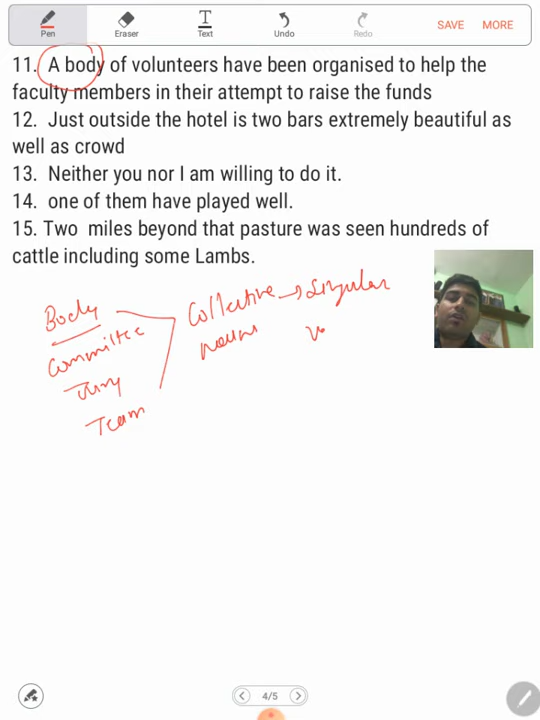 Pen
Eraser
Text
Undo
Redo
SAVE
MORE
11. A body of volunteers have been organised to help the
faculty members in their attempt to raise the funds
12. Just outside the hotel is two bars extremely beautiful as
well as crowd
13. Neither you nor I am willing to do it.
14. one of them have played well.
15. Two miles beyond that pasture was seen hundreds of
cattle including some Lambs.
Body
Committee
Jury
Team
Collective → Singular
nouns v
4/5